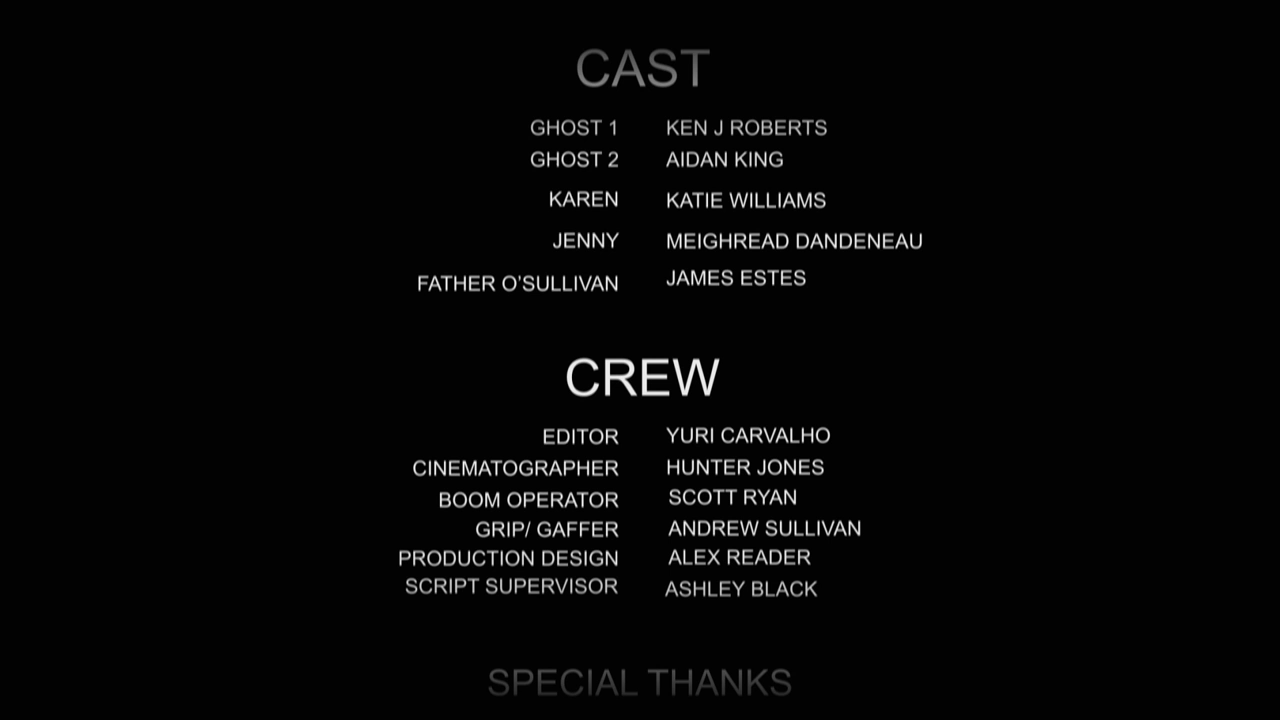 CAST
GHOST 1 KEN J ROBERTS
GHOST 2 AIDAN KING
KAREN KATIE WILLIAMS
JENNY MEIGHREAD DANDENEAU
FATHER O’SULLIVAN JAMES ESTES
CREW
EDITOR YURI CARVALHO
CINEMATOGRAPHER HUNTER JONES
BOOM OPERATOR SCOTT RYAN
GRIP/ GAFFER ANDREW SULLIVAN
PRODUCTION DESIGN ALEX READER
SCRIPT SUPERVISOR ASHLEY BLACK
SPECIAL THANKS